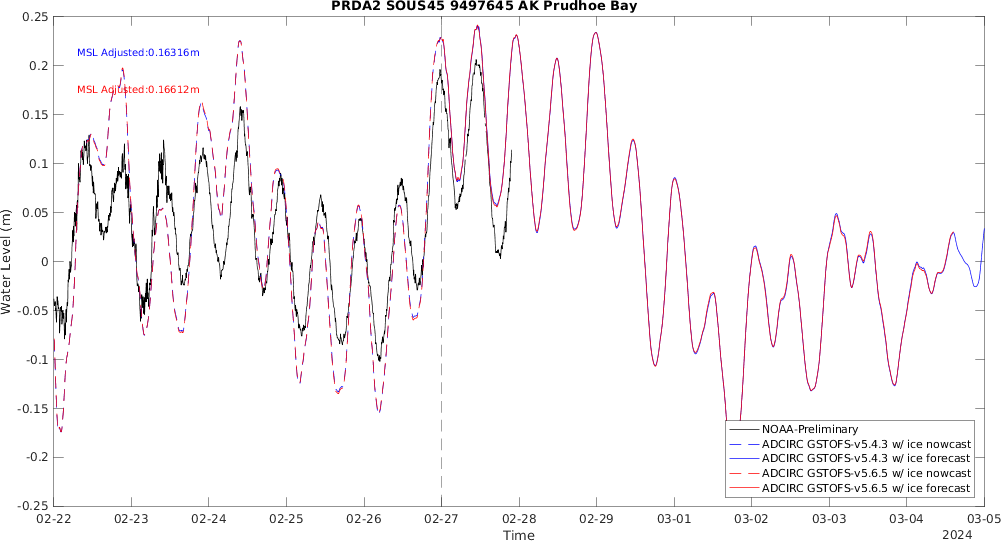 PRDA2 SOUS45 9497645 AK Prudhoe Bay
0.25
0.2
0.15
0.1
0.05
0
-0.05
-0.1
-0.15
-0.2
-0.25
Water Level (m)
MSL Adjusted:0.16316m
MSL Adjusted:0.16612m
NOAA-Preliminary
ADCIRC GSTOFS-v5.4.3 w/ ice nowcast
ADCIRC GSTOFS-v5.4.3 w/ ice forecast
ADCIRC GSTOFS-v5.6.5 w/ ice nowcast
ADCIRC GSTOFS-v5.6.5 w/ ice forecast
02-22 02-23 02-24 02-25 02-26 02-27 02-28 02-29 03-01 03-02 03-03 03-04 03-05
Time
2024